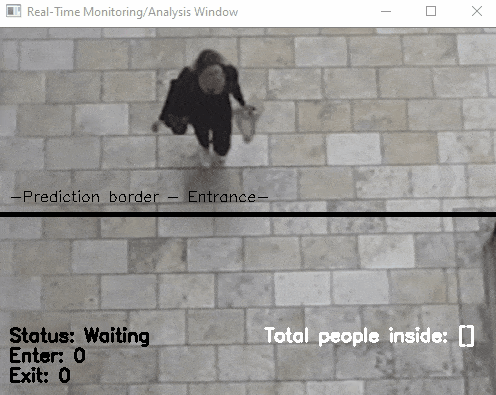 Real-Time Monitoring/Analysis Window
—Prediction border — Entrance—
Status: Waiting
Total people inside: []
Enter: 0
Exit: 0